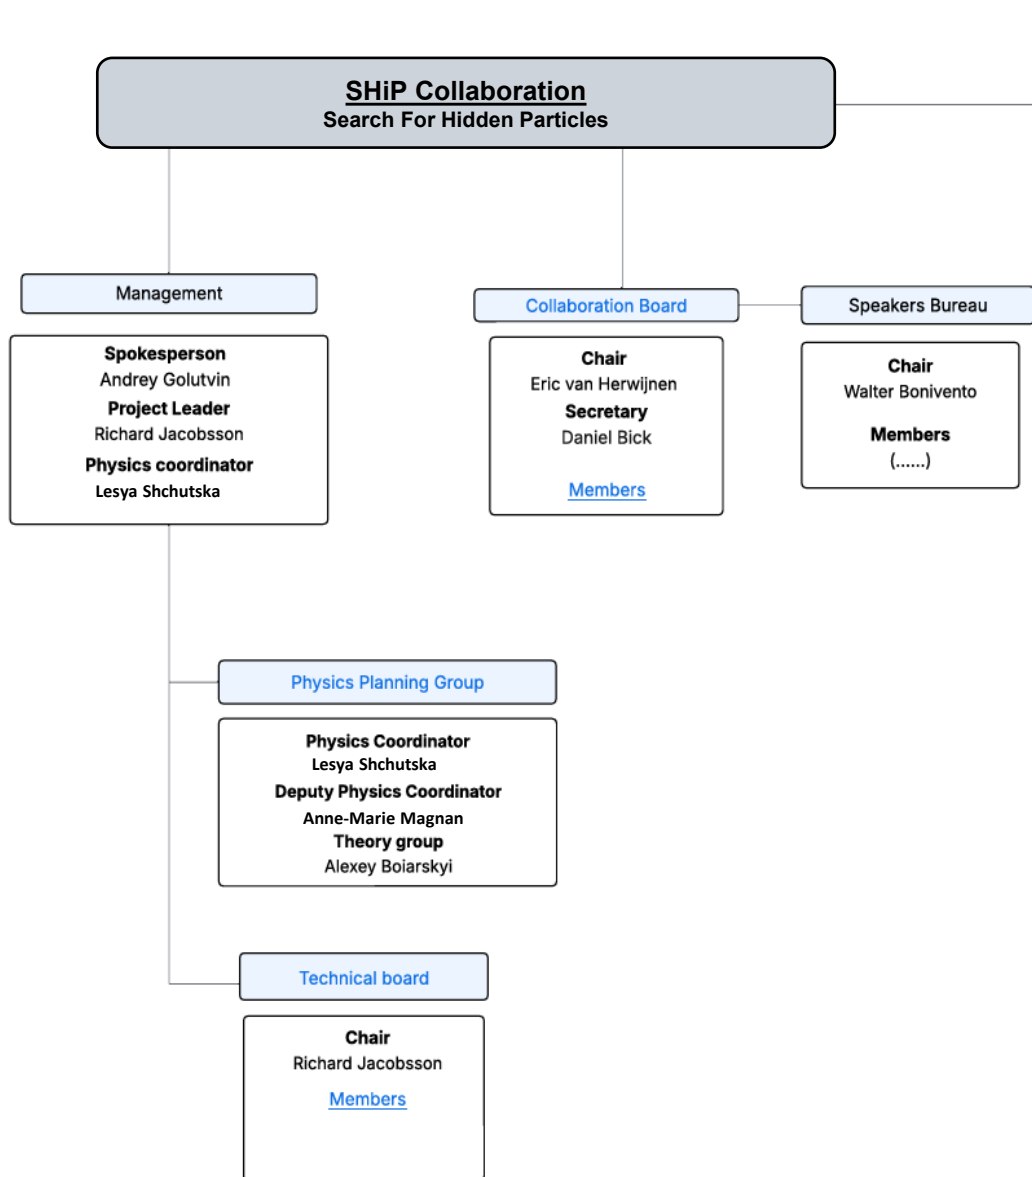 SHiP Collaboration
Search For Hidden Particles
Management
Spokesperson
Andrey Golutvin
Project Leader
Richard Jacobsson
Physics coordinator
Lesya Shchutska
Collaboration Board
Chair
Eric van Herwijnen
Secretary
Daniel Bick
Members
Speakers Bureau
Chair
Walter Bonivento
Members
(......)
Physics Planning Group
Physics Coordinator
Lesya Shchutska
Deputy Physics Coordinator
Anne-Marie Magnan
Theory group
Alexey Boiarskyi
Technical board
Chair
Richard Jacobsson
Members